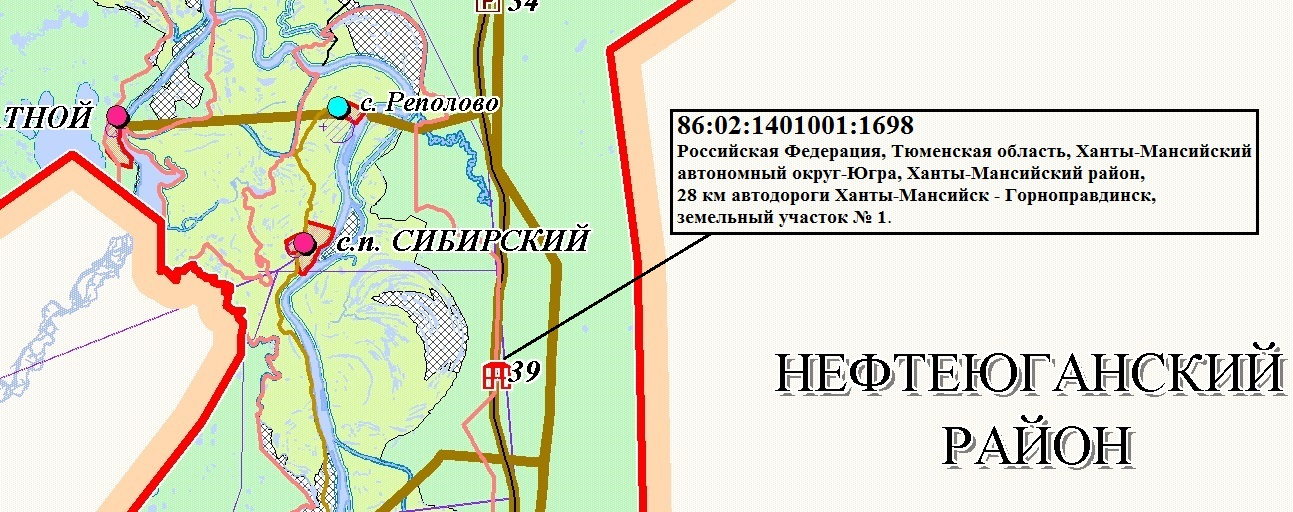 34
ТНОЙ
с. Реполово
86:02:1401001:1698
Российская Федерация, Тюменская область, Ханты-Мансийский
автономный округ-Югра, Ханты-Мансийский район,
28 км автодороги Ханты-Мансийск - Горноправдинск,
земельный участок № 1.
с.п. СИБИРСКИЙ
39
НЕФТЕЮГАНСКИЙ
РАЙОН